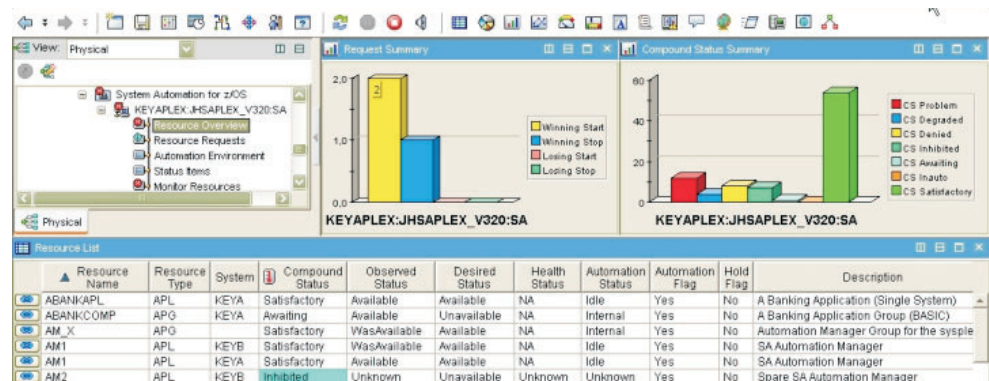 View: Physical
System Automation for z/OS
KEYAPLEX:JHSAPLEX_V320:SA
Resource Overview
Resource Requests
Automation Environment
Status Items
Monitor Resources
Physical
Request Summary
2,0
1,0
0,0
2
Winning Start
Winning Stop
Losing Start
Losing Stop
KEYAPLEX:JHSAPLEX_V320:SA
Compound Status Summary
60
40
20
0
CS Problem
CS Degraded
CS Denied
CS Inhibited
CS Awaiting
CS Inauto
CS Satisfactory
KEYAPLEX:JHSAPLEX_V320:SA
Resource List
Resource Name Resource Type System Compound Status Observed Status Desired Status Health Status Automation Status Automation Flag Hold Flag Description
ABANKAPL APL KEYA Satisfactory Available Available NA Idle Yes No A Banking Application (Single System)
ABANKCOMP APG KEYA Awaiting Available Unavailable NA Internal Yes No A Banking Application Group (BASIC)
AM_X APG Satisfactory WasAvailable Available NA Internal Yes No Automation Manager Group for the sysple
AM1 APL KEYB Satisfactory WasAvailable Available NA Idle Yes No SA Automation Manager
AM1 APL KEYA Satisfactory Available Available NA Idle Yes No SA Automation Manager
AM2 APL KEYB Inhibited Unknown Unavailable Unknown Unknown Yes No Spare SA Automation Manager